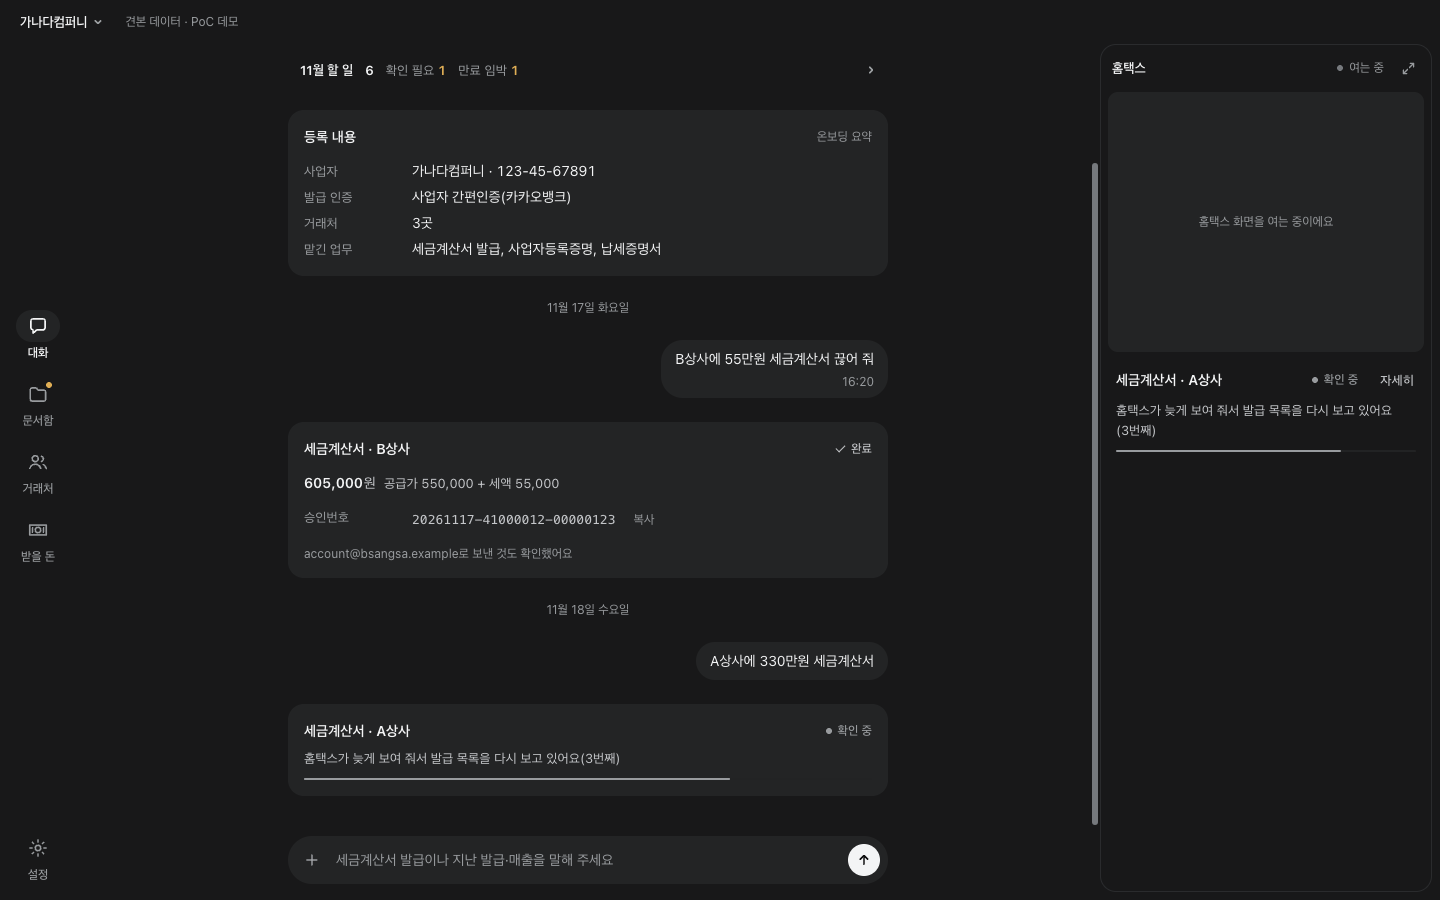 가나다컴퍼니
견본 데이터 · PoC 데모
11월 할 일 6 확인 필요 1 만료 임박 1
등록 내용
온보딩 요약
사업자
가나다컴퍼니 · 123-45-67891
발급 인증
사업자 간편인증(카카오뱅크)
거래처
3곳
맡긴 업무
세금계산서 발급, 사업자등록증명, 납세증명서
11월 17일 화요일
B상사에 55만원 세금계산서 끊어 줘
16:20
세금계산서 · B상사
완료
605,000원 공급가 550,000 + 세액 55,000
승인번호
20261117-41000012-00000123
복사
account@bsangsa.example로 보낸 것도 확인했어요
11월 18일 수요일
A상사에 330만원 세금계산서
세금계산서 · A상사
확인 중
홈택스가 늦게 보여 줘서 발급 목록을 다시 보고 있어요(3번째)
세금계산서 발급이나 지난 발급·매출을 말해 주세요
대화
문서함
거래처
받을 돈
설정
홈택스
여는 중
홈택스 화면을 여는 중이에요
세금계산서 · A상사
확인 중
자세히
홈택스가 늦게 보여 줘서 발급 목록을 다시 보고 있어요
(3번째)